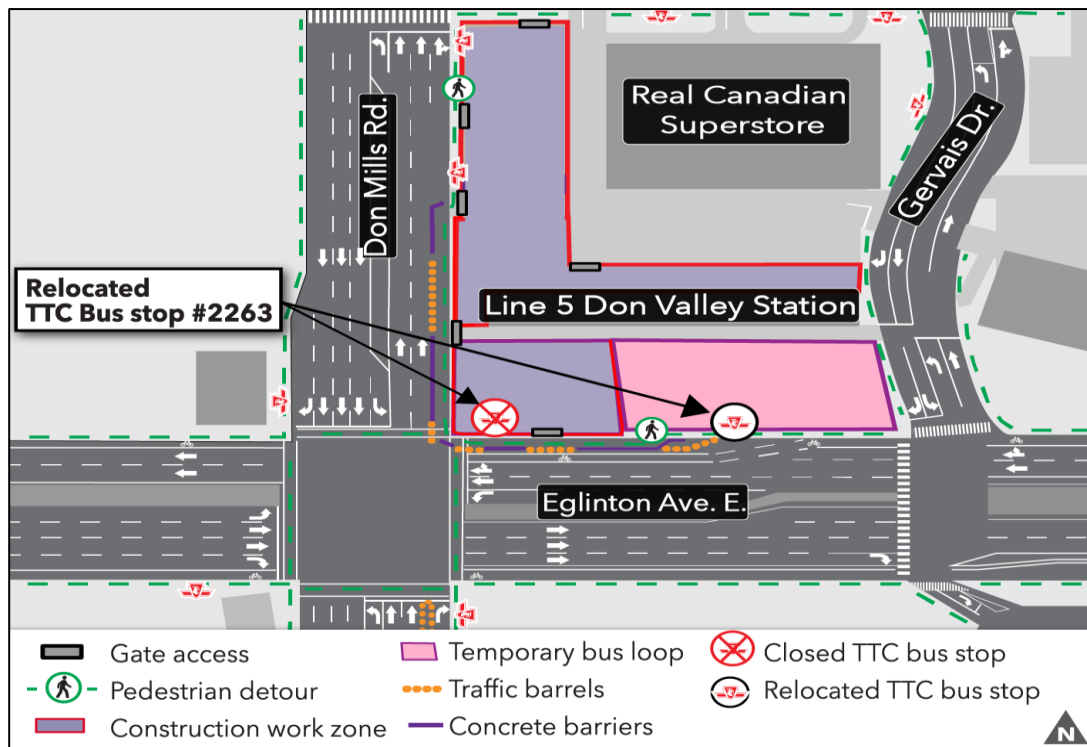 Don Mills Rd.
Real Canadian
Superstore
Gervais Dr.
Relocated
TTC Bus stop #2263
Line 5 Don Valley Station
Eglinton Ave. E.
Gate access
Temporary bus loop
Closed TTC bus stop
Pedestrian detour
Traffic barrels
Relocated TTC bus stop
Construction work zone
Concrete barriers
N